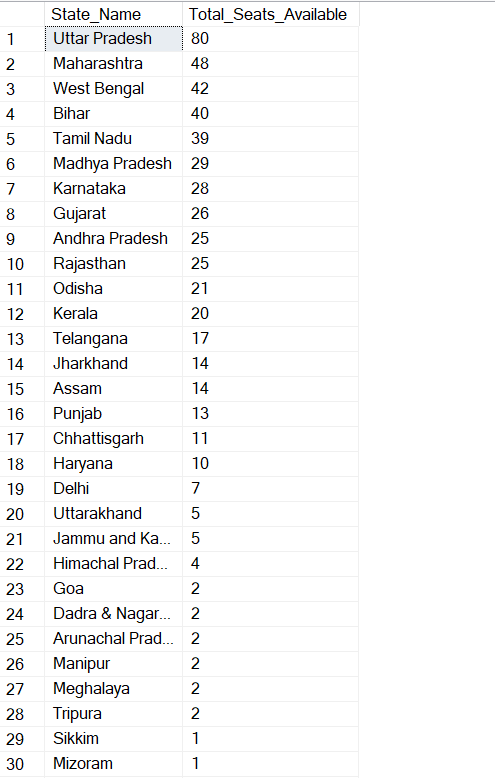 State_Name Total_Seats_Available
1 Uttar Pradesh 80
2 Maharashtra 48
3 West Bengal 42
4 Bihar 40
5 Tamil Nadu 39
6 Madhya Pradesh 29
7 Karnataka 28
8 Gujarat 26
9 Andhra Pradesh 25
10 Rajasthan 25
11 Odisha 21
12 Kerala 20
13 Telangana 17
14 Jharkhand 14
15 Assam 14
16 Punjab 13
17 Chhattisgarh 11
18 Haryana 10
19 Delhi 7
20 Uttarakhand 5
21 Jammu and Ka... 5
22 Himachal Prad... 4
23 Goa 2
24 Dadra & Nagar... 2
25 Arunachal Prad... 2
26 Manipur 2
27 Meghalaya 2
28 Tripura 2
29 Sikkim 1
30 Mizoram 1